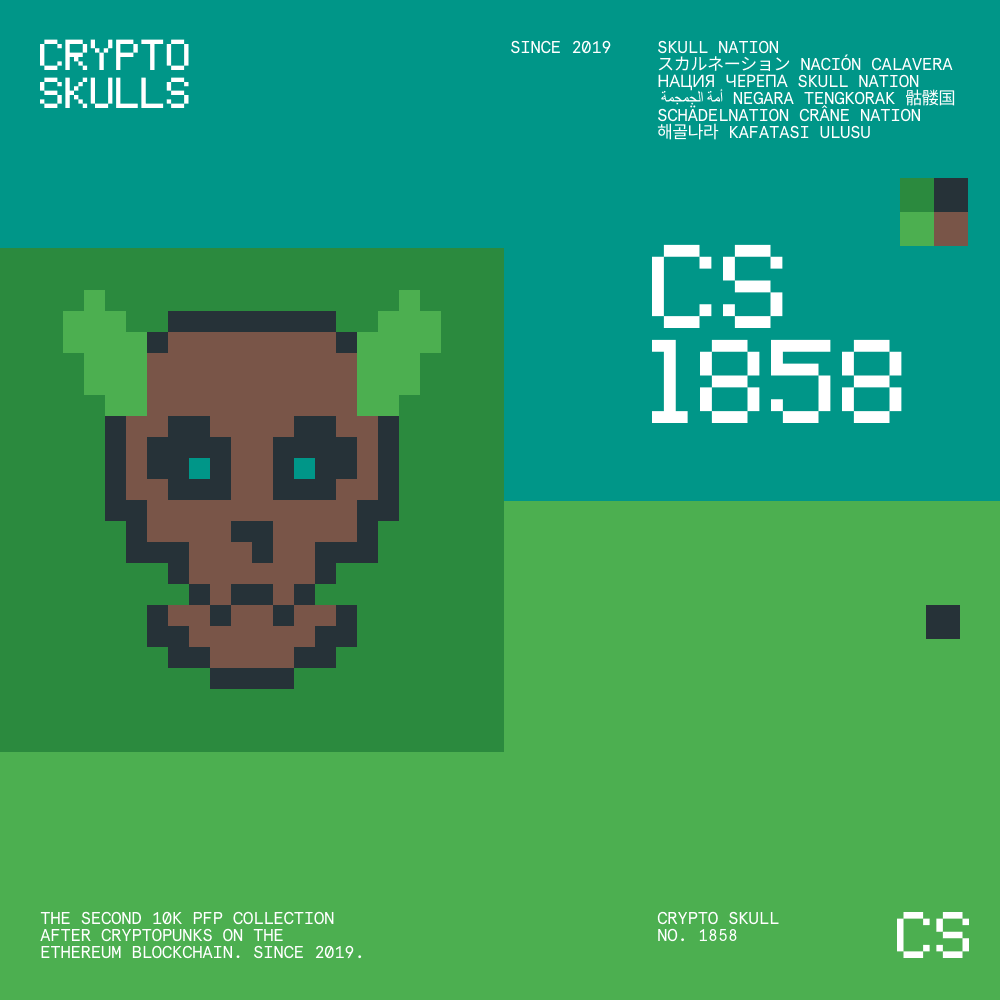 CRYPTO
SKULLS
SINCE 2019
SKULL NATION
スカルネーション NACIÓN CALAVERA
НАЦИЯ ЧЕРЕПА SKULL NATION
أمة الجمجمة NEGARA TENGKORAK 骷髅国
SCHÄDELNATION CRÂNE NATION
해골나라 KAFATASI ULUSU
CS
1858
THE SECOND 10K PFP COLLECTION
AFTER CRYPTOPUNKS ON THE
ETHEREUM BLOCKCHAIN. SINCE 2019.
CRYPTO SKULL
NO. 1858
CS